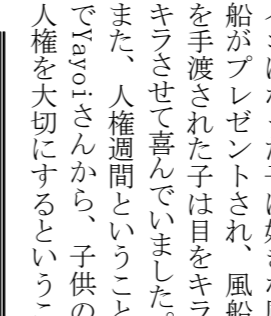 船がプレゼントされ、風船
を手渡された子は目をキラ
キラさせて喜んでいました。
また、人権週間ということ
でYayoiさんから、子供の
人権を大切にするというこ